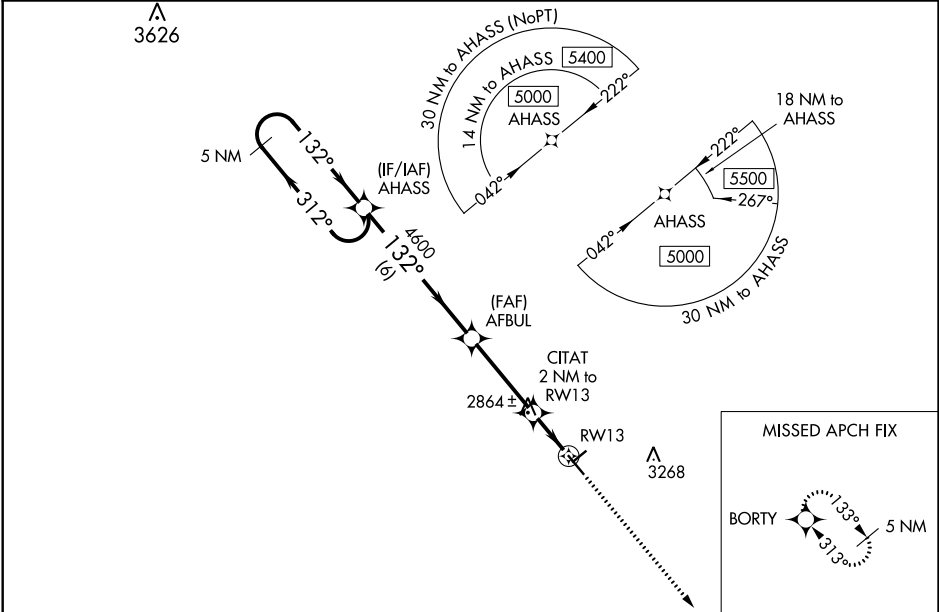 3626
30 NM to AHASS (NoPT)
14 NM to AHASS
5400
5000
AHASS
222°
042°
18 NM to
AHASS
222°
5500
267°
AHASS
042°
5000
30 NM to AHASS
5 NM
132°
312°
(IF/IAF)
AHASS
4600
132°
(6)
(FAF)
AFBUL
CITAT
2 NM to
RW13
2864 ±
RW13
3268
MISSED APCH FIX
BORTY
133°
313°
5 NM